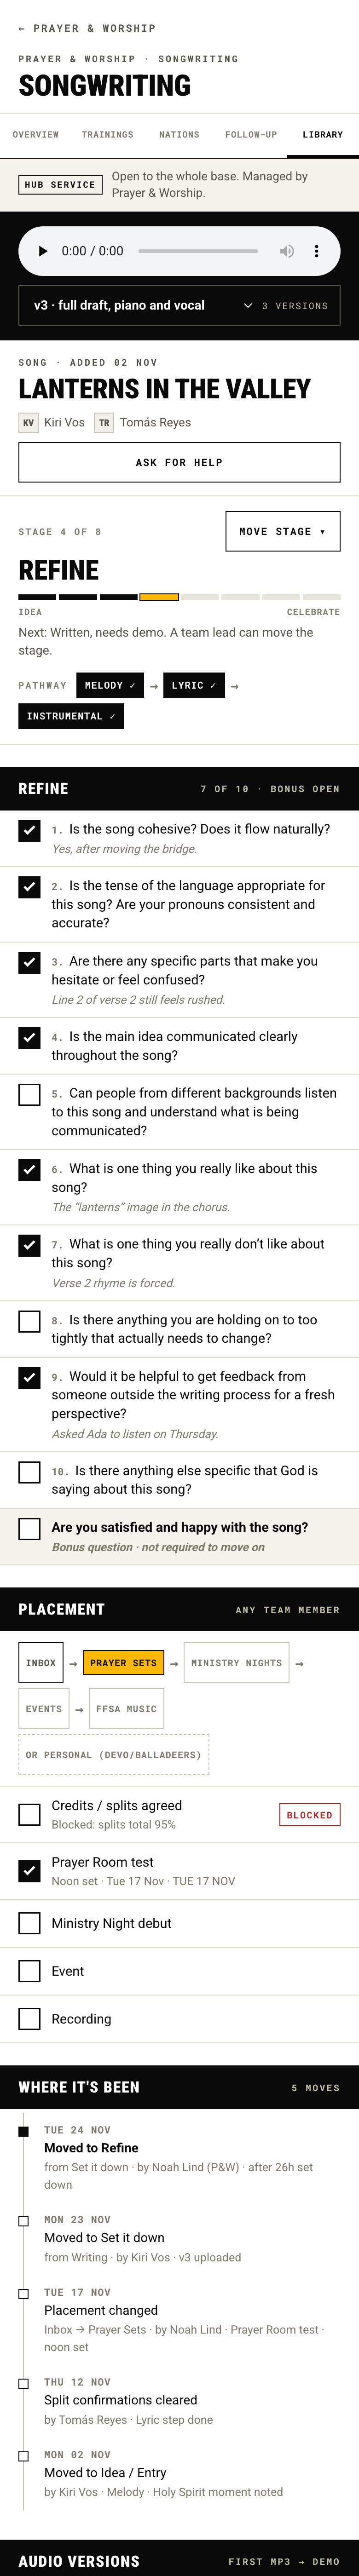 ← PRAYER & WORSHIP
PRAYER & WORSHIP · SONGWRITING
SONGWRITING
OVERVIEW TRAININGS NATIONS FOLLOW-UP LIBRARY
HUB SERVICE
Open to the whole base. Managed by
Prayer & Worship.
0:00 / 0:00
v3 · full draft, piano and vocal
3 VERSIONS
SONG · ADDED 02 NOV
LANTERNS IN THE VALLEY
KV Kiri Vos TR Tomás Reyes
ASK FOR HELP
STAGE 4 OF 8
MOVE STAGE ▾
REFINE
IDEA CELEBRATE
Next: Written, needs demo. A team lead can move the
stage.
PATHWAY MELODY ✓ → LYRIC ✓ →
INSTRUMENTAL ✓
REFINE 7 OF 10 · BONUS OPEN
1. Is the song cohesive? Does it flow naturally?
Yes, after moving the bridge.
2. Is the tense of the language appropriate for
this song? Are your pronouns consistent and
accurate?
3. Are there any specific parts that make you
hesitate or feel confused?
Line 2 of verse 2 still feels rushed.
4. Is the main idea communicated clearly
throughout the song?
5. Can people from different backgrounds listen
to this song and understand what is being
communicated?
6. What is one thing you really like about this
song?
The “lanterns” image in the chorus.
7. What is one thing you really don’t like about
this song?
Verse 2 rhyme is forced.
8. Is there anything you are holding on to too
tightly that actually needs to change?
9. Would it be helpful to get feedback from
someone outside the writing process for a fresh
perspective?
Asked Ada to listen on Thursday.
10. Is there anything else specific that God is
saying about this song?
Are you satisfied and happy with the song?
Bonus question · not required to move on
PLACEMENT ANY TEAM MEMBER
INBOX → PRAYER SETS → MINISTRY NIGHTS →
EVENTS → FFSA MUSIC
OR PERSONAL (DEVO/BALLADEERS)
Credits / splits agreed
Blocked: splits total 95%
BLOCKED
Prayer Room test
Noon set · Tue 17 Nov · TUE 17 NOV
Ministry Night debut
Event
Recording
WHERE IT'S BEEN 5 MOVES
TUE 24 NOV
Moved to Refine
from Set it down · by Noah Lind (P&W) · after 26h set
down
MON 23 NOV
Moved to Set it down
from Writing · by Kiri Vos · v3 uploaded
TUE 17 NOV
Placement changed
Inbox → Prayer Sets · by Noah Lind · Prayer Room test ·
noon set
THU 12 NOV
Split confirmations cleared
by Tomás Reyes · Lyric step done
MON 02 NOV
Moved to Idea / Entry
by Kiri Vos · Melody · Holy Spirit moment noted
AUDIO VERSIONS FIRST MP3 → DEMO